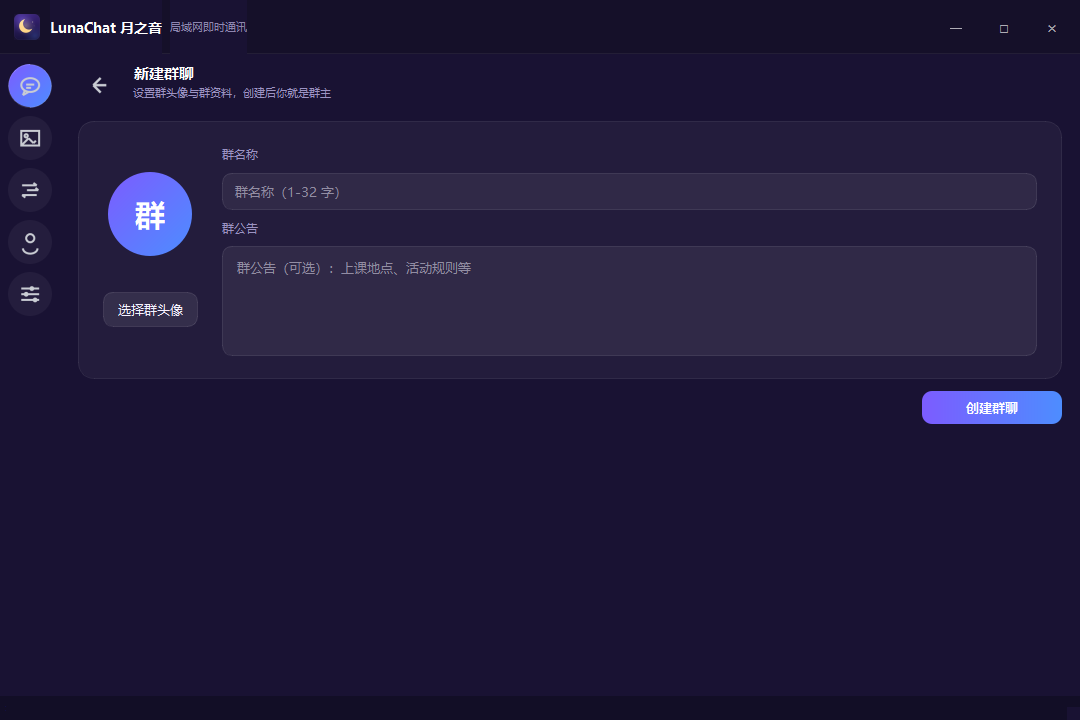 LunaChat 月之音 局域网即时通讯
新建群聊
设置群头像与群资料，创建后你就是群主
群名称
群名称（1-32 字）
群
群公告
群公告（可选）：上课地点、活动规则等
选择群头像
创建群聊